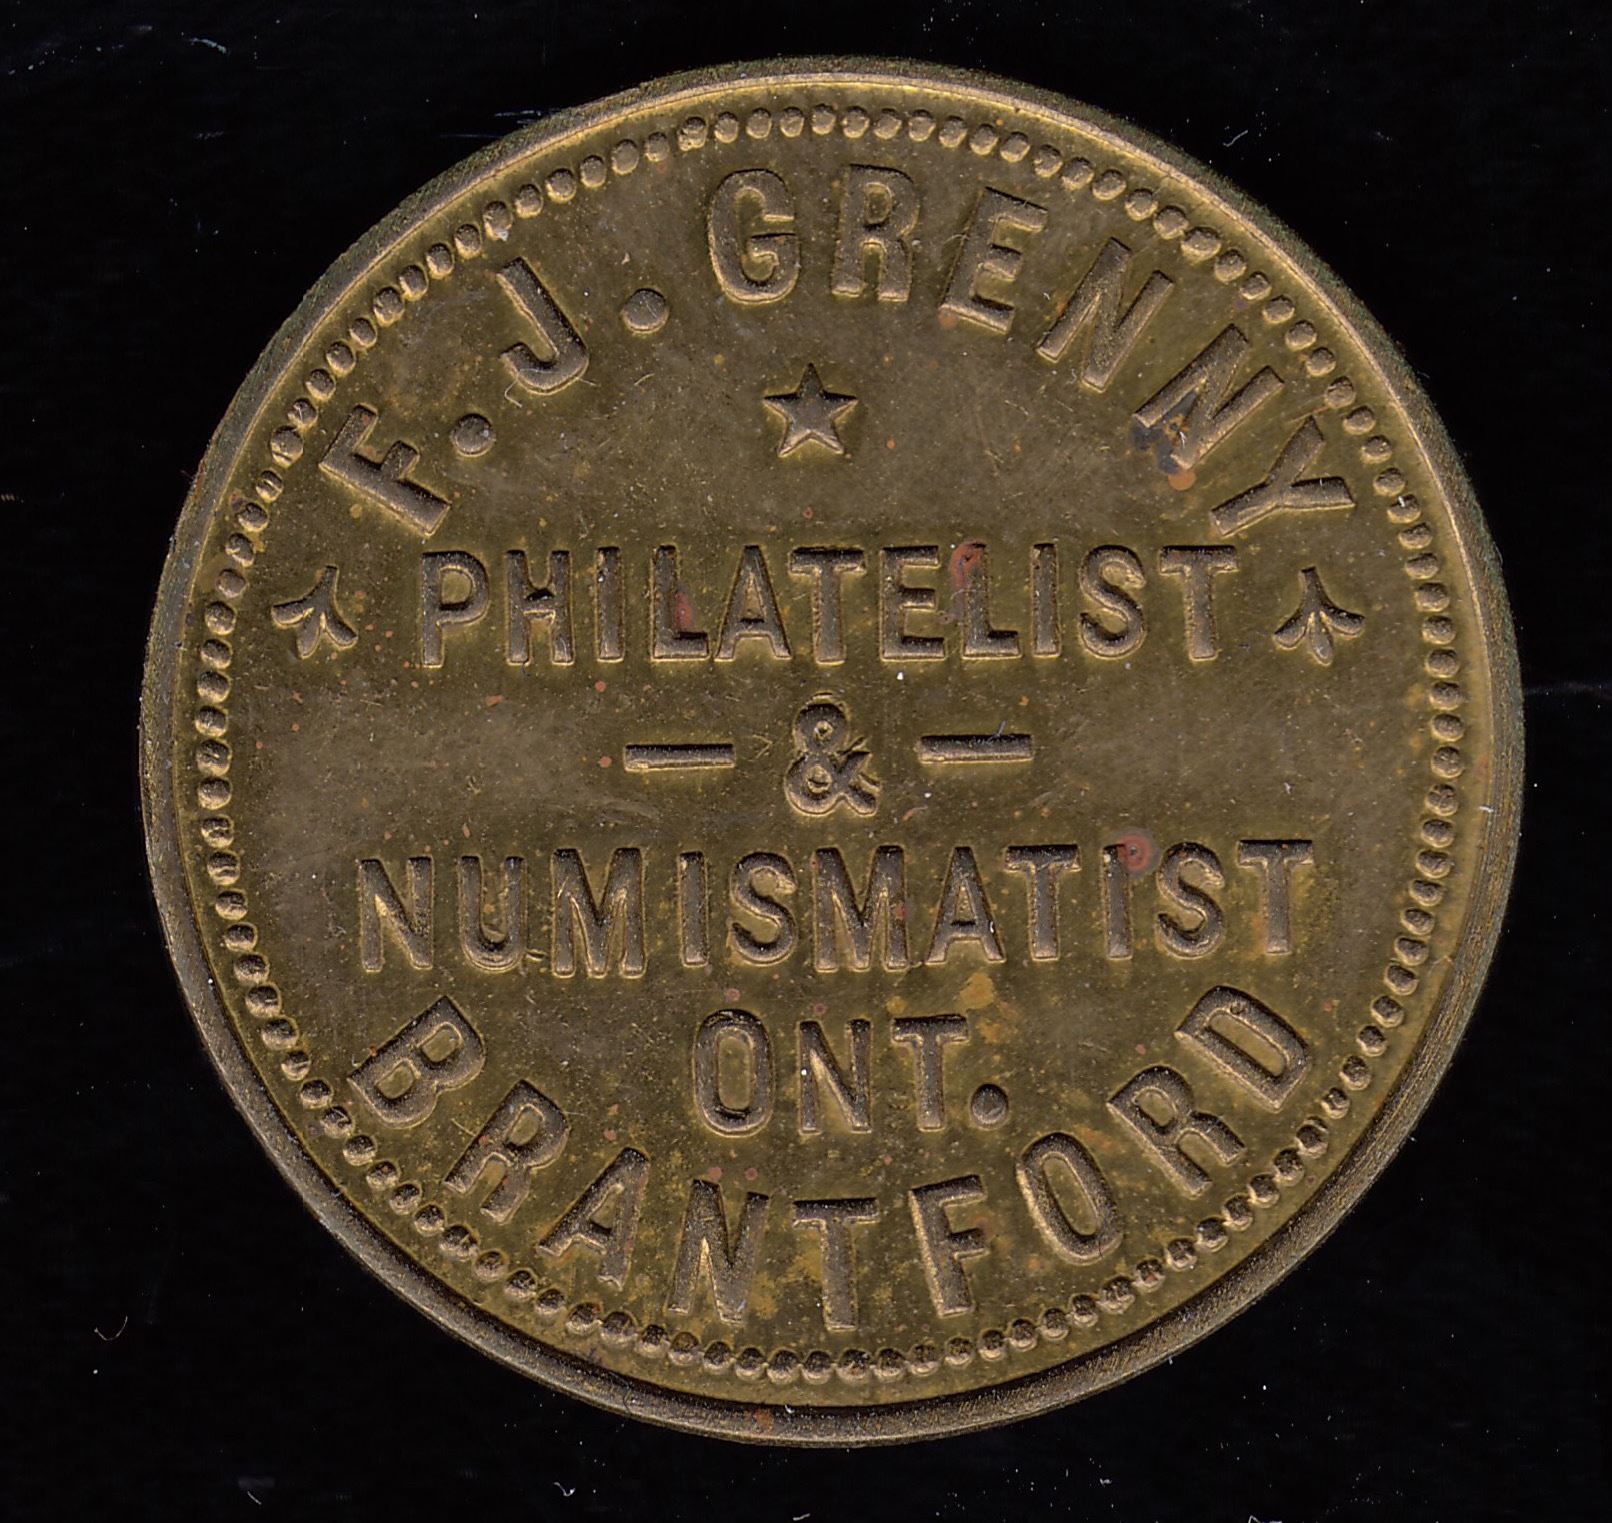 F. J. GRENNY
PHILATELIST
— & —
NUMISMATIST
ONT.
BRANTFORD